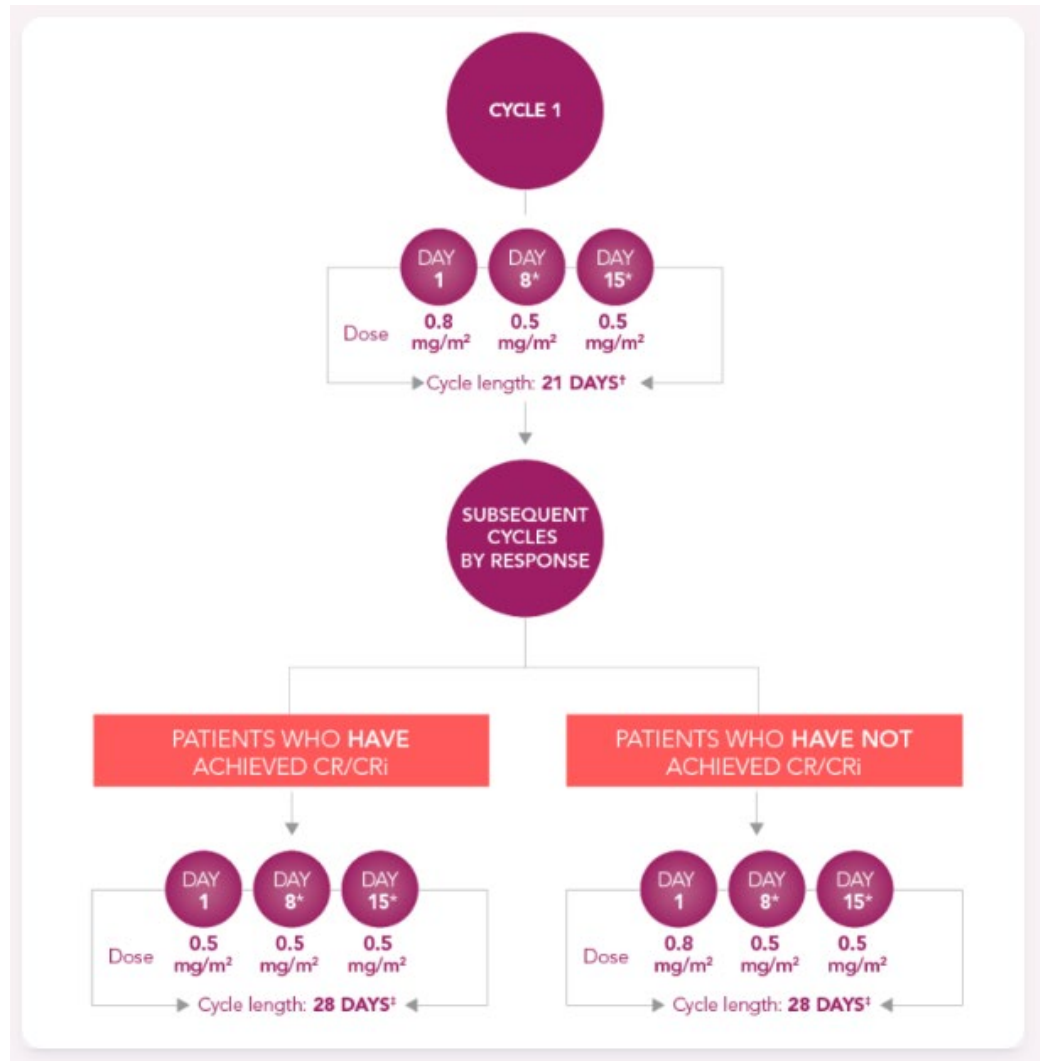 CYCLE 1
DAY 1
DAY 8*
DAY 15*
Dose
0.8 mg/m²
0.5 mg/m²
0.5 mg/m²
Cycle length: 21 DAYS†
SUBSEQUENT
CYCLES
BY RESPONSE
PATIENTS WHO HAVE
ACHIEVED CR/CRi
DAY 1
DAY 8*
DAY 15*
Dose
0.5 mg/m²
0.5 mg/m²
0.5 mg/m²
Cycle length: 28 DAYS‡
PATIENTS WHO HAVE NOT
ACHIEVED CR/CRi
DAY 1
DAY 8*
DAY 15*
Dose
0.8 mg/m²
0.5 mg/m²
0.5 mg/m²
Cycle length: 28 DAYS‡